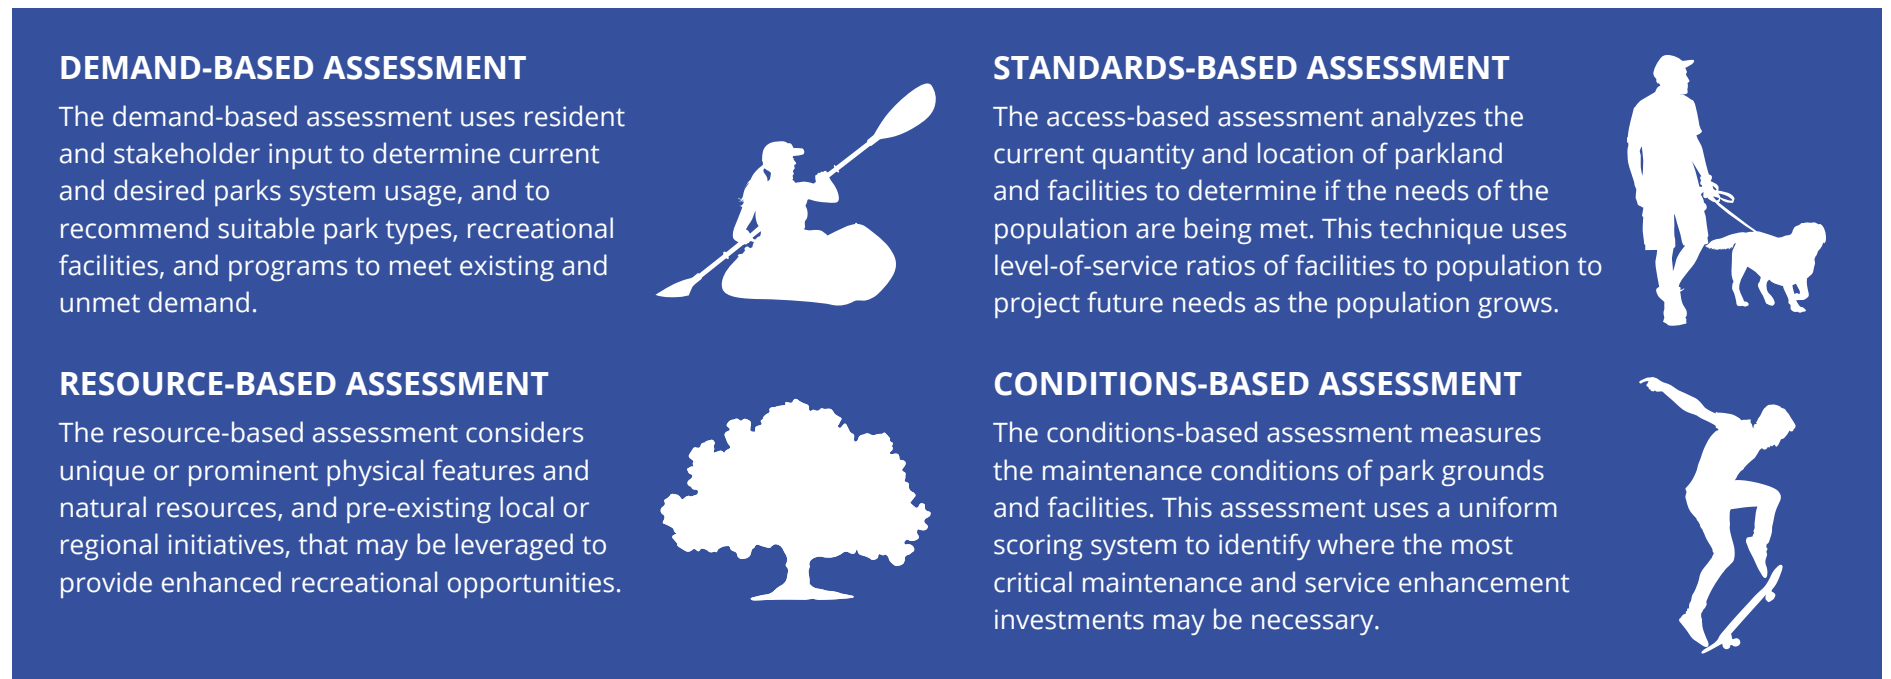 DEMAND-BASED ASSESSMENT
The demand-based assessment uses resident
and stakeholder input to determine current
and desired parks system usage, and to
recommend suitable park types, recreational
facilities, and programs to meet existing and
unmet demand.
RESOURCE-BASED ASSESSMENT
The resource-based assessment considers
unique or prominent physical features and
natural resources, and pre-existing local or
regional initiatives, that may be leveraged to
provide enhanced recreational opportunities.
STANDARDS-BASED ASSESSMENT
The access-based assessment analyzes the
current quantity and location of parkland
and facilities to determine if the needs of the
population are being met. This technique uses
level-of-service ratios of facilities to population to
project future needs as the population grows.
CONDITIONS-BASED ASSESSMENT
The conditions-based assessment measures
the maintenance conditions of park grounds
and facilities. This assessment uses a uniform
scoring system to identify where the most
critical maintenance and service enhancement
investments may be necessary.